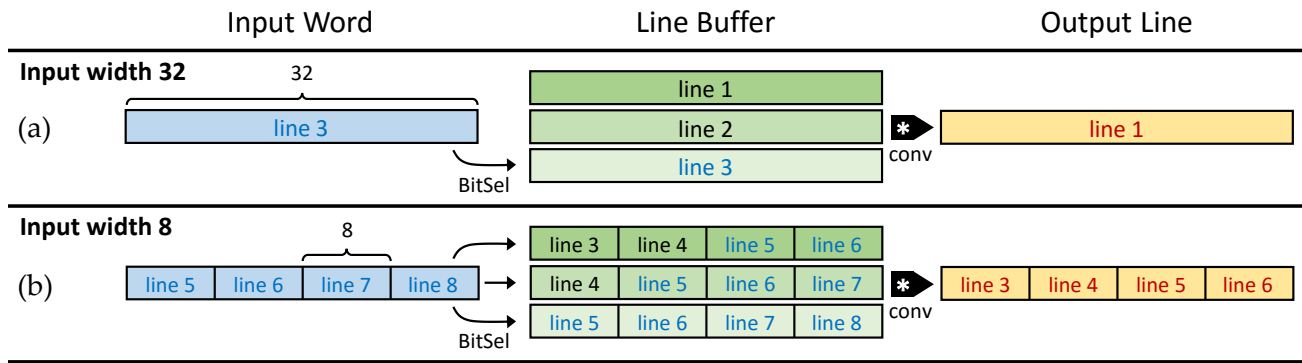 Input Word Line Buffer Output Line
Input width 32
32
line 1
(a) line 3 line 2 * line 1
conv
line 3
BitSel
Input width 8
8
line 3 line 4 line 5 line 6
(b) line 5 line 6 line 7 line 8 line 4 line 5 line 6 line 7 * line 3 line 4 line 5 line 6
conv
line 5 line 6 line 7 line 8
BitSel